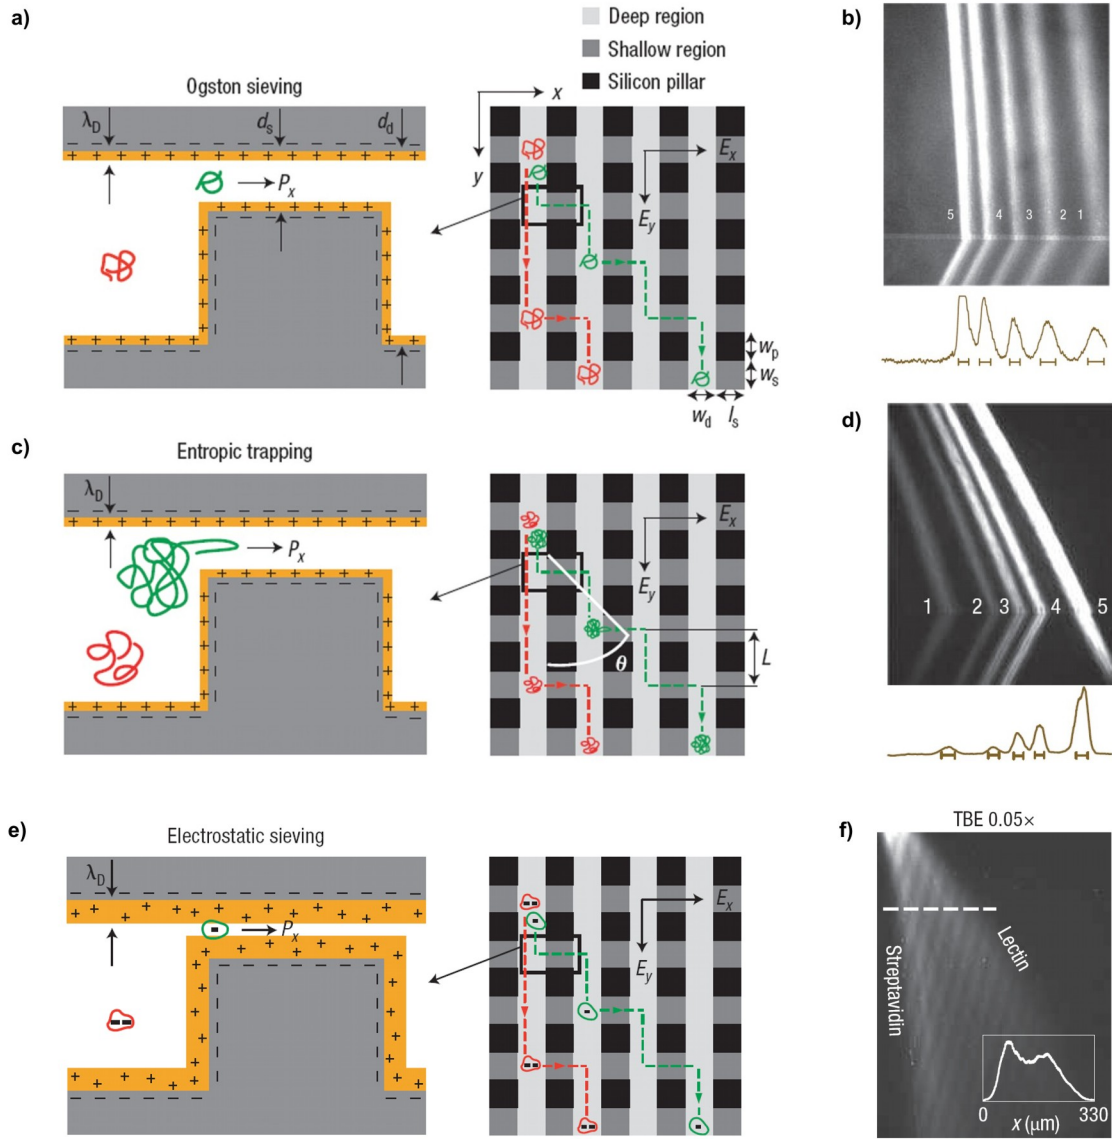 a)
Ogston sieving
λD
ds
dd
Px
Deep region
Shallow region
Silicon pillar
x
y
Ex
Ey
wp
ws
wd
ls
b)
5 4 3 2 1
c)
Entropic trapping
λD
Px
Ex
Ey
θ
L
d)
1 2 3 4 5
e)
Electrostatic sieving
λD
Px
Ex
Ey
f)
TBE 0.05×
Streptavidin
Lectin
0 x (μm) 330